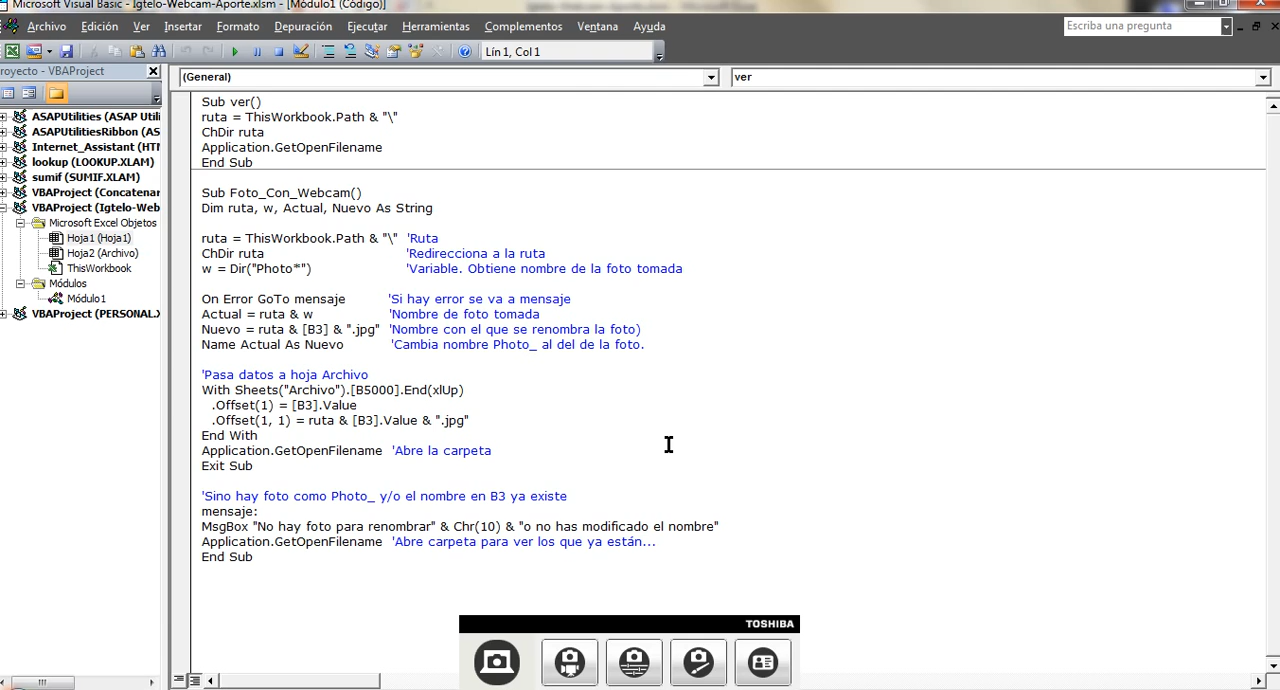 Microsoft Visual Basic - Igtelo-Webcam-Aporte.xlsm - [Módulo1 (Código)]
Archivo Edición Ver Insertar Formato Depuración Ejecutar Herramientas Complementos Ventana Ayuda
Escriba una pregunta
Lín 1, Col 1
royecto - VBAProject
(General)
ver
ASAPUtilities (ASAP Util
ASAPUtilitiesRibbon (AS
Internet_Assistant (HTM
lookup (LOOKUP.XLAM)
sumif (SUMIF.XLAM)
VBAProject (Concatenar
VBAProject (Igtelo-Web
Microsoft Excel Objetos
Hoja1 (Hoja1)
Hoja2 (Archivo)
ThisWorkbook
Módulos
Módulo1
VBAProject (PERSONAL.X
Sub ver()
ruta = ThisWorkbook.Path & "\"
ChDir ruta
Application.GetOpenFilename
End Sub
Sub Foto_Con_Webcam()
Dim ruta, w, Actual, Nuevo As String
ruta = ThisWorkbook.Path & "\" 'Ruta
ChDir ruta 'Redirecciona a la ruta
w = Dir("Photo*") 'Variable. Obtiene nombre de la foto tomada
On Error GoTo mensaje 'Si hay error se va a mensaje
Actual = ruta & w 'Nombre de foto tomada
Nuevo = ruta & [B3] & ".jpg" 'Nombre con el que se renombra la foto)
Name Actual As Nuevo 'Cambia nombre Photo_ al del de la foto.
'Pasa datos a hoja Archivo
With Sheets("Archivo").[B5000].End(xlUp)
.Offset(1) = [B3].Value
.Offset(1, 1) = ruta & [B3].Value & ".jpg"
End With
Application.GetOpenFilename 'Abre la carpeta
Exit Sub
'Sino hay foto como Photo_ y/o el nombre en B3 ya existe
mensaje:
MsgBox "No hay foto para renombrar" & Chr(10) & "o no has modificado el nombre"
Application.GetOpenFilename 'Abre carpeta para ver los que ya están...
End Sub
TOSHIBA